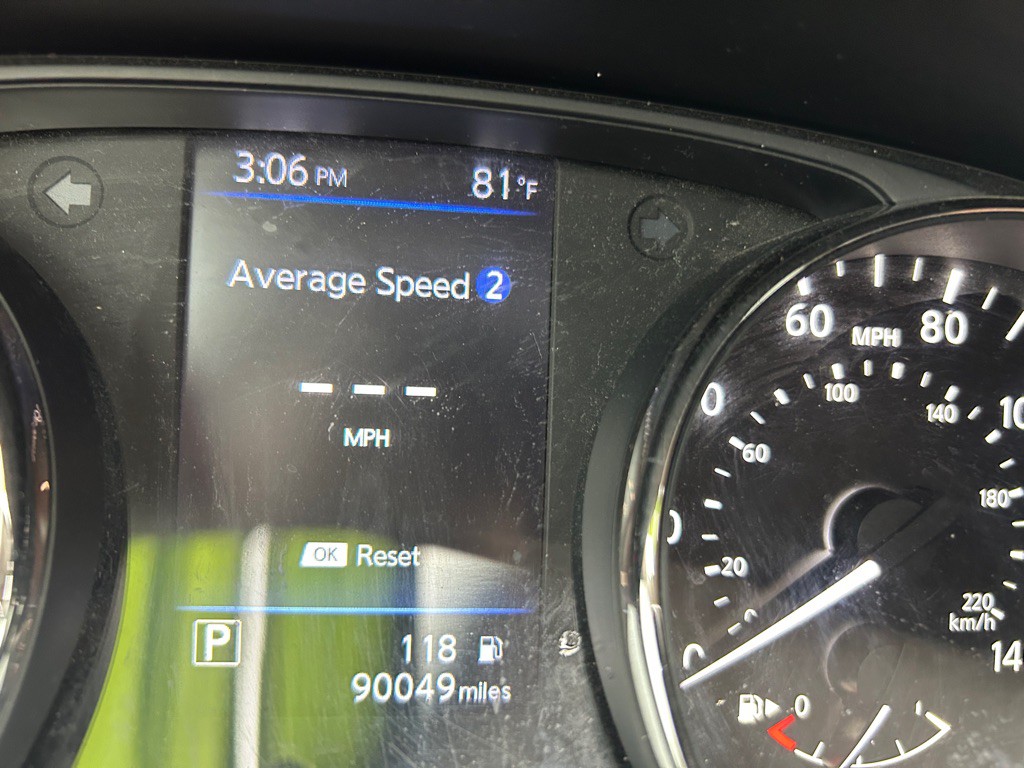 3:06 PM 81°F
Average Speed 2
– – –
MPH
OK Reset
P
118
90049 miles
60 MPH 80
100
140
60
180
20
220
km/h
0
0